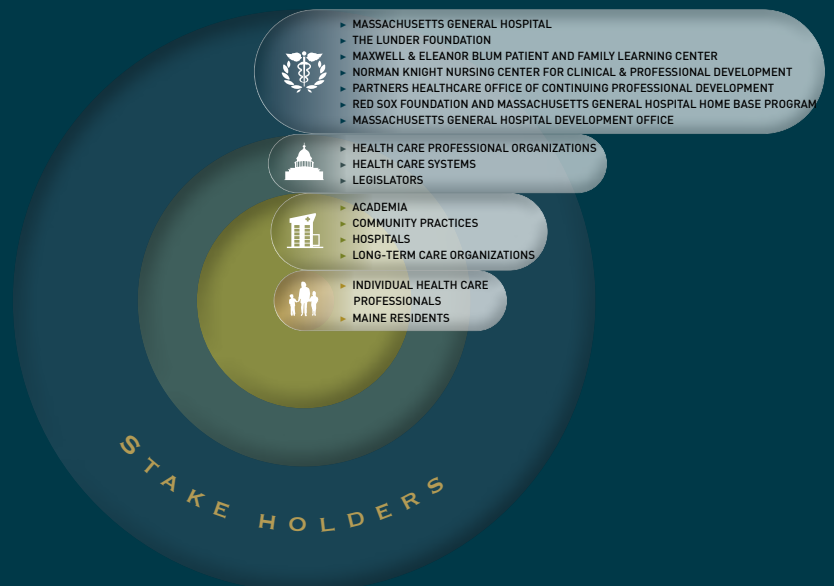 ► MASSACHUSETTS GENERAL HOSPITAL
► THE LUNDER FOUNDATION
► MAXWELL & ELEANOR BLUM PATIENT AND FAMILY LEARNING CENTER
► NORMAN KNIGHT NURSING CENTER FOR CLINICAL & PROFESSIONAL DEVELOPMENT
► PARTNERS HEALTHCARE OFFICE OF CONTINUING PROFESSIONAL DEVELOPMENT
► RED SOX FOUNDATION AND MASSACHUSETTS GENERAL HOSPITAL HOME BASE PROGRAM
► MASSACHUSETTS GENERAL HOSPITAL DEVELOPMENT OFFICE
► HEALTH CARE PROFESSIONAL ORGANIZATIONS
► HEALTH CARE SYSTEMS
► LEGISLATORS
► ACADEMIA
► COMMUNITY PRACTICES
► HOSPITALS
► LONG-TERM CARE ORGANIZATIONS
► INDIVIDUAL HEALTH CARE
PROFESSIONALS
► MAINE RESIDENTS
STAKE HOLDERS